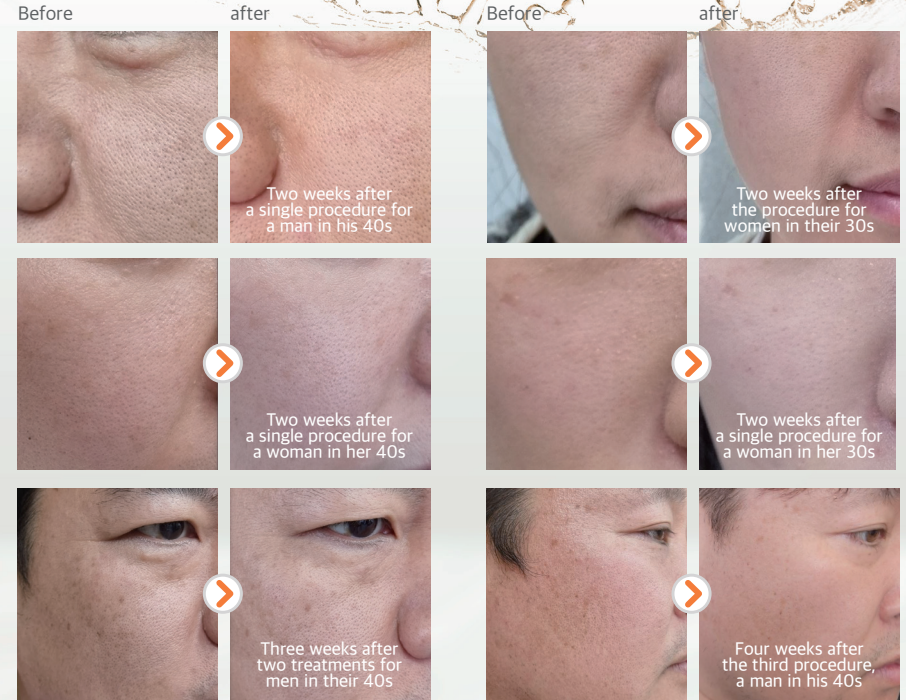 Before
after
Before
after
Two weeks after
a single procedure for
a man in his 40s
Two weeks after
the procedure for
women in their 30s
Two weeks after
a single procedure for
a woman in her 40s
Two weeks after
a single procedure for
a woman in her 30s
Three weeks after
two treatments for
men in their 40s
Four weeks after
the third procedure,
a man in his 40s